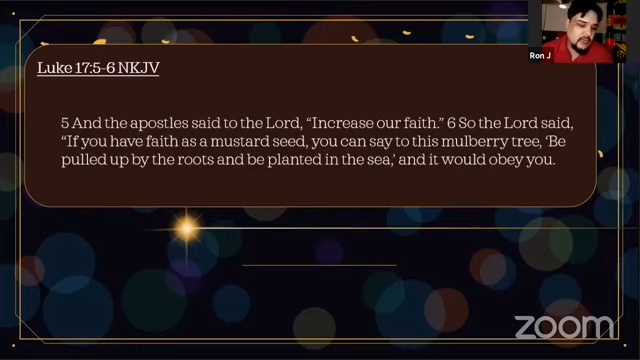 Ron J
Luke 17:5-6 NKJV
5 And the apostles said to the Lord, “Increase our faith.” 6 So the Lord said,
“If you have faith as a mustard seed, you can say to this mulberry tree, ‘Be
pulled up by the roots and be planted in the sea,’ and it would obey you.
zoom